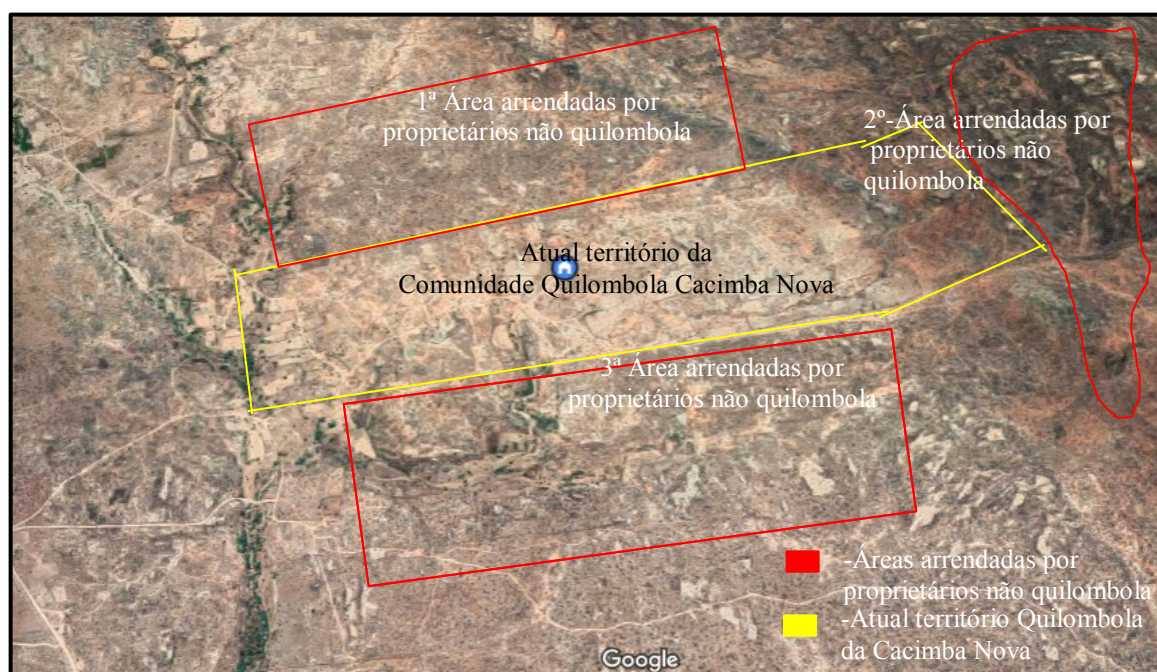 1ª Área arrendadas por
proprietários não quilombola
2º-Área arrendadas por
proprietários não
quilombola
Atual território da
Comunidade Quilombola Cacimba Nova
3ª Área arrendadas por
proprietários não quilombola
-Áreas arrendadas por
proprietários não quilombola
-Atual território Quilombola
da Cacimba Nova
Google